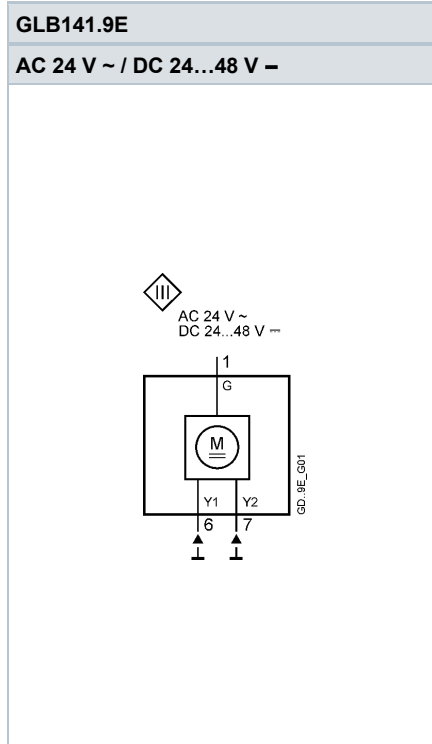 GLB141.9E
AC 24 V ~ / DC 24…48 V ⎓
III
AC 24 V ~
DC 24...48 V ⎓
1
G
M
Y1 Y2
6 7
GD..9E_G01